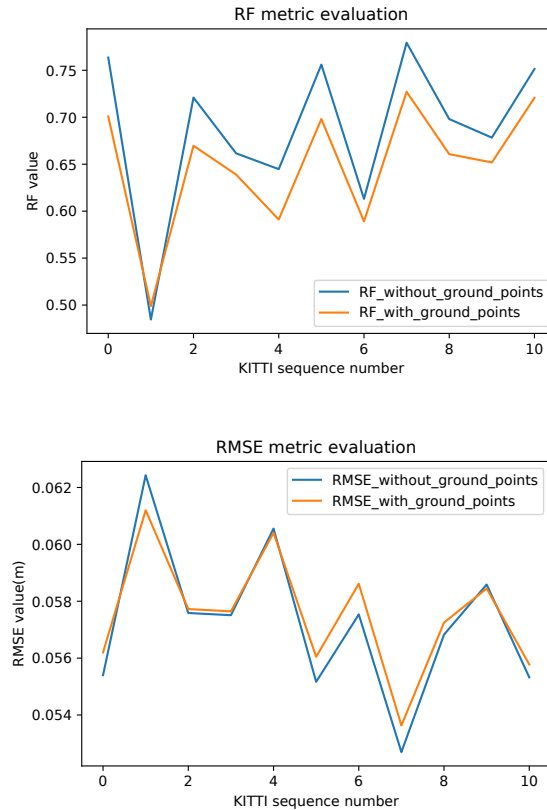 RF metric evaluation
0.75
0.70
0.65
0.60
0.55
0.50
RF value
RF_without_ground_points
RF_with_ground_points
0 2 4 6 8 10
KITTI sequence number
RMSE metric evaluation
0.062
0.060
0.058
0.056
0.054
RMSE value(m)
RMSE_without_ground_points
RMSE_with_ground_points
0 2 4 6 8 10
KITTI sequence number